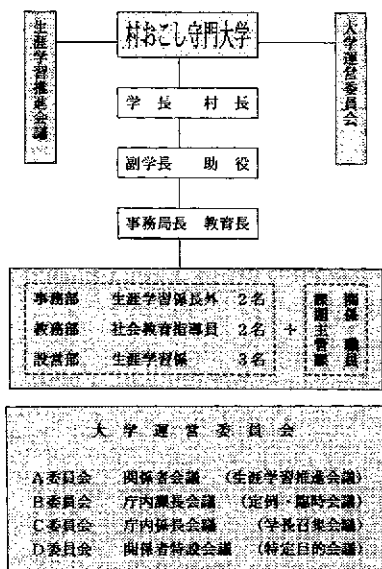 生涯学習推進会議
村おこし守門大学
大学運営委員会
学長 村長
副学長 助役
事務局長 教育長
事務部 生涯学習係長外 2名
教務部 社会教育指導員 2名
設営部 生涯学習係 3名
+
関係 職員
大学運営委員会
A委員会 関係者会議 (生涯学習推進会議)
B委員会 庁内課長会議 (定例・臨時会議)
C委員会 庁内係長会議 (学長召集会議)
D委員会 関係者特設会議 (特定目的会議)